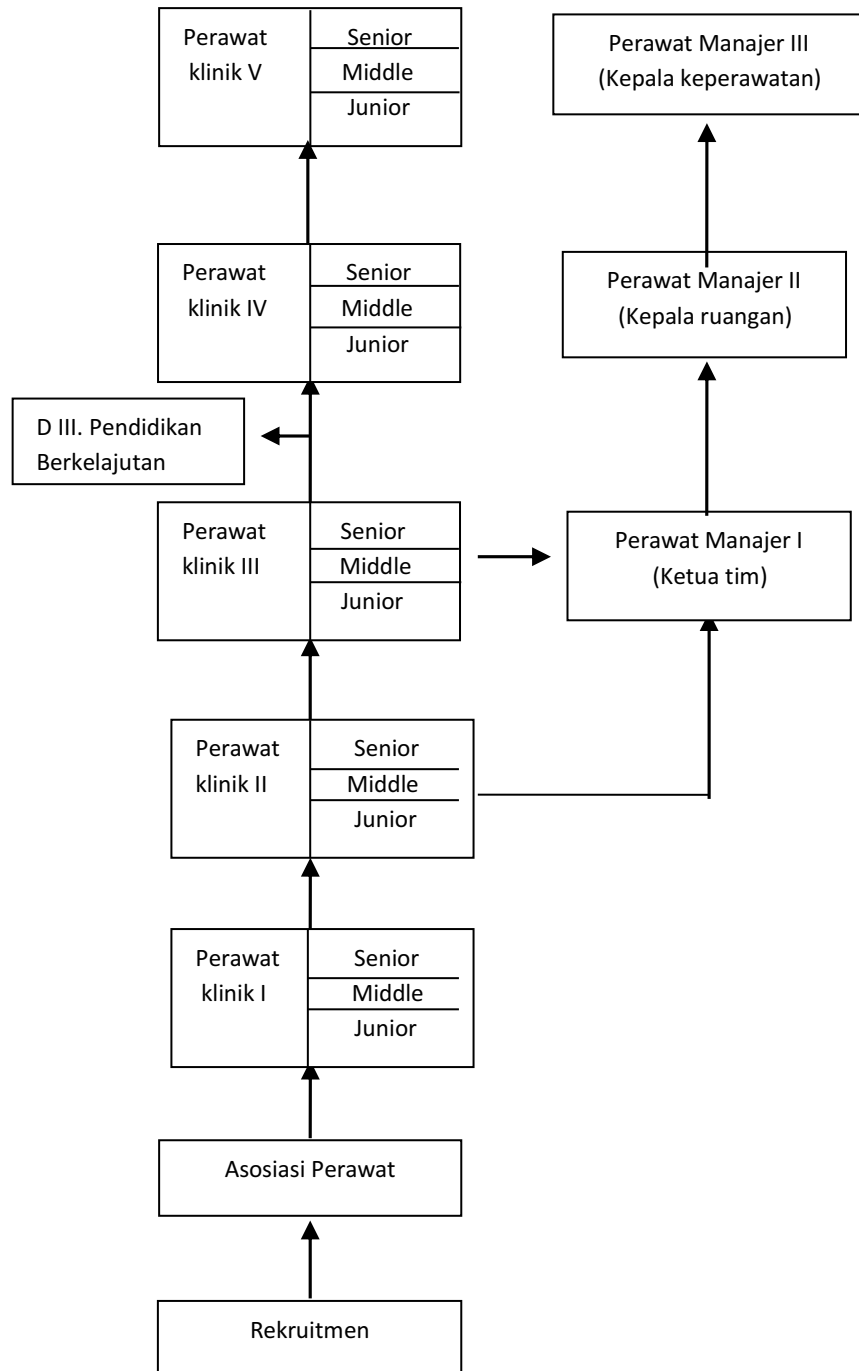 Perawat
klinik V
Senior
Middle
Junior
Perawat Manajer III
(Kepala keperawatan)
Perawat
klinik IV
Senior
Middle
Junior
Perawat Manajer II
(Kepala ruangan)
D III. Pendidikan
Berkelajutan
Perawat
klinik III
Senior
Middle
Junior
Perawat Manajer I
(Ketua tim)
Perawat
klinik II
Senior
Middle
Junior
Perawat
klinik I
Senior
Middle
Junior
Asosiasi Perawat
Rekruitmen